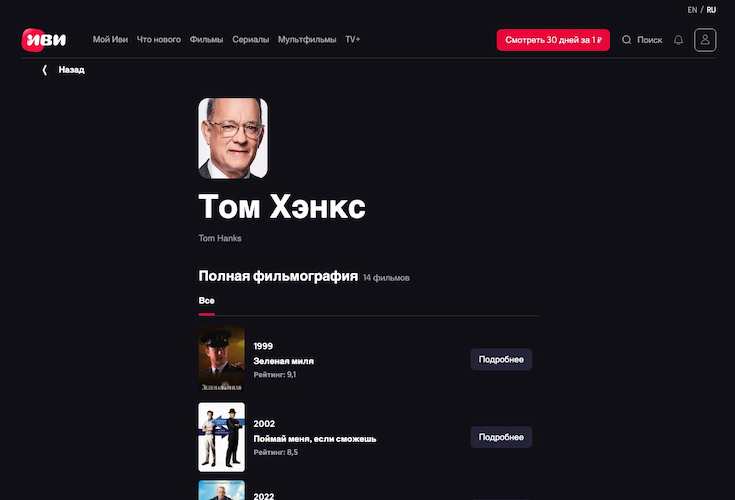 EN / RU
иви
Мой Иви Что нового Фильмы Сериалы Мультфильмы TV+
Смотреть 30 дней за 1 ₽
Поиск
Назад
Том Хэнкс
Tom Hanks
Полная фильмография 14 фильмов
Все
1999
Зеленая миля
Рейтинг: 9,1
Подробнее
ЗЕЛЕНАЯ МИЛЯ
2002
Поймай меня, если сможешь
Рейтинг: 8,5
Подробнее
2022